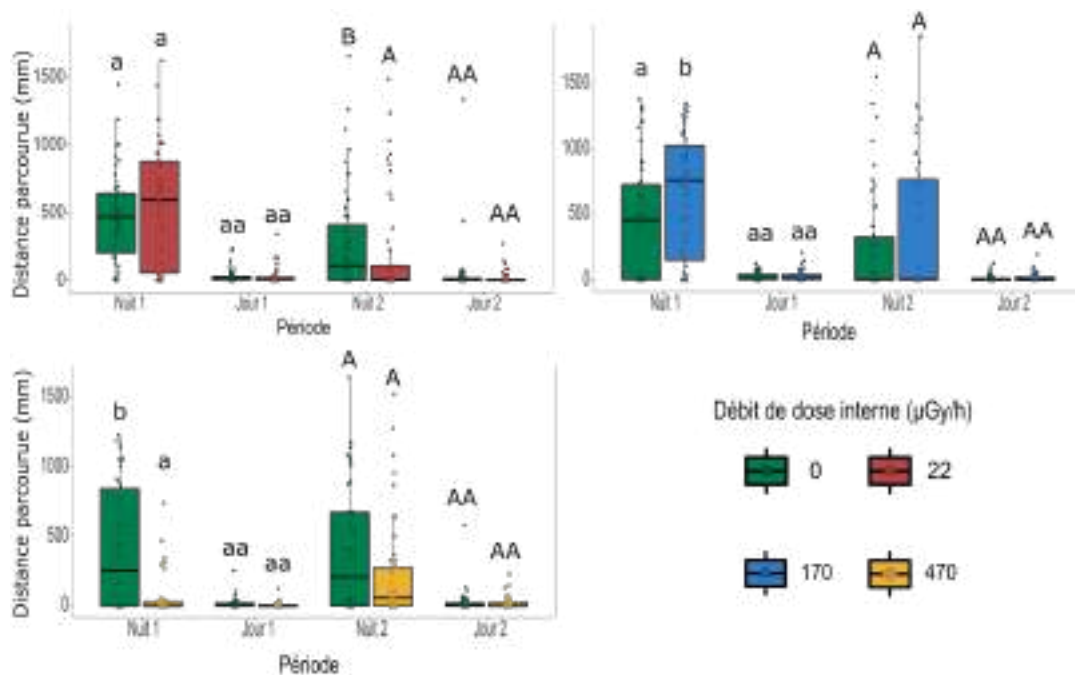 a a B A AA AA
aa aa
Distance parcourue (mm)
1500
1000
500
0
Nuit 1 Jour 1 Nuit 2 Jour 2
Période
a b A A
aa aa AA AA
1500
1000
500
0
Nuit 1 Jour 1 Nuit 2 Jour 2
Période
b a A A
aa aa AA AA
Distance parcourue (mm)
1500
1000
500
0
Nuit 1 Jour 1 Nuit 2 Jour 2
Période
Débit de dose interne (µGy/h)
0 22
170 470